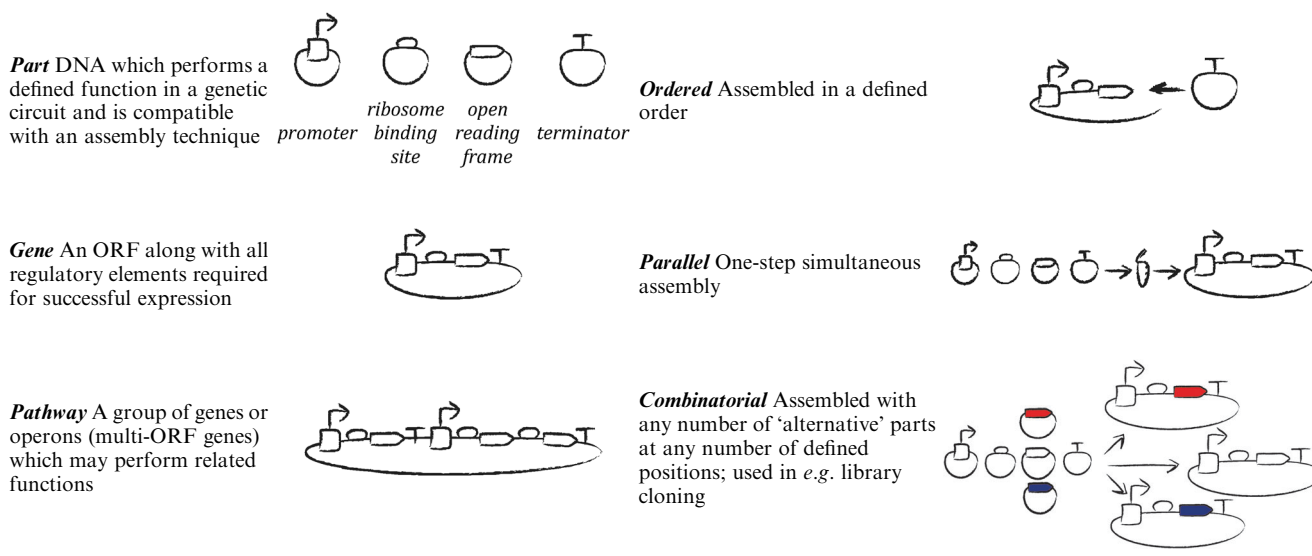 Part DNA which performs a
defined function in a genetic
circuit and is compatible
with an assembly technique
promoter
ribosome
binding
site
open
reading
frame
terminator
Ordered Assembled in a defined
order
Gene An ORF along with all
regulatory elements required
for successful expression
Parallel One-step simultaneous
assembly
Pathway A group of genes or
operons (multi-ORF genes)
which may perform related
functions
Combinatorial Assembled with
any number of ‘alternative’ parts
at any number of defined
positions; used in e.g. library
cloning